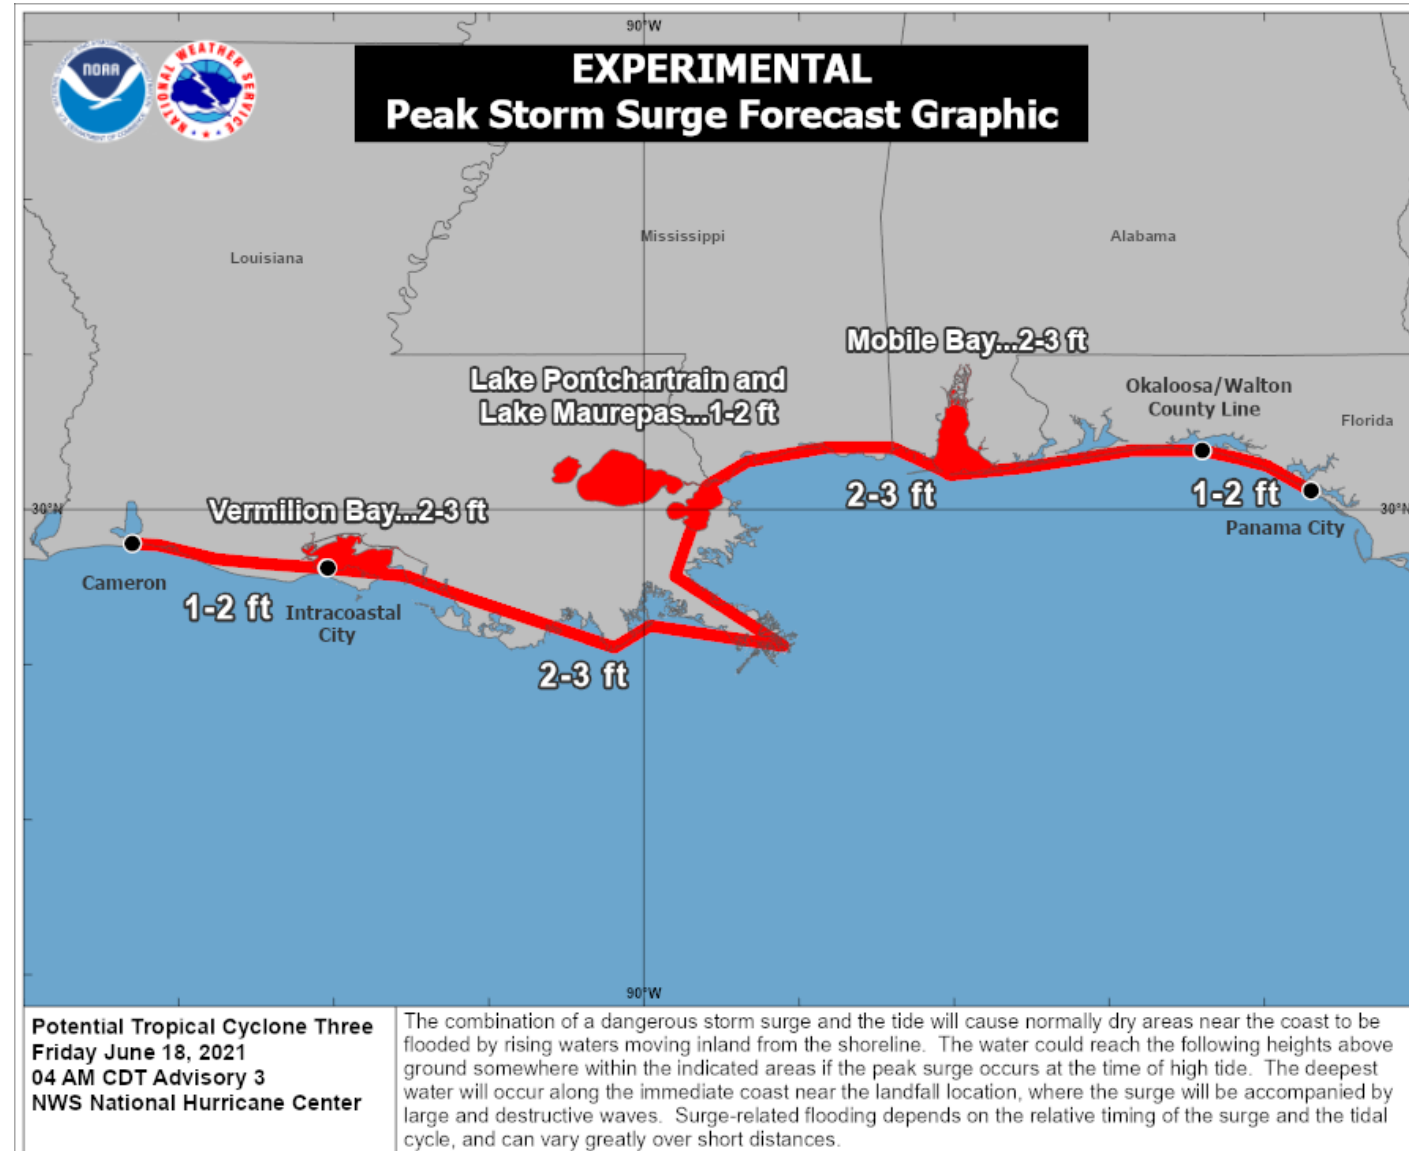 90°W
NOAA
NATIONAL WEATHER SERVICE
EXPERIMENTAL
Peak Storm Surge Forecast Graphic
Louisiana
Mississippi
Alabama
Mobile Bay...2-3 ft
Lake Pontchartrain and
Lake Maurepas...1-2 ft
Okaloosa/Walton
County Line
Florida
30°N
Vermilion Bay...2-3 ft
2-3 ft
1-2 ft
30°N
Panama City
Cameron
1-2 ft
Intracoastal
City
2-3 ft
90°W
Potential Tropical Cyclone Three
Friday June 18, 2021
04 AM CDT Advisory 3
NWS National Hurricane Center
The combination of a dangerous storm surge and the tide will cause normally dry areas near the coast to be
flooded by rising waters moving inland from the shoreline.  The water could reach the following heights above
ground somewhere within the indicated areas if the peak surge occurs at the time of high tide.  The deepest
water will occur along the immediate coast near the landfall location, where the surge will be accompanied by
large and destructive waves.  Surge-related flooding depends on the relative timing of the surge and the tidal
cycle, and can vary greatly over short distances.